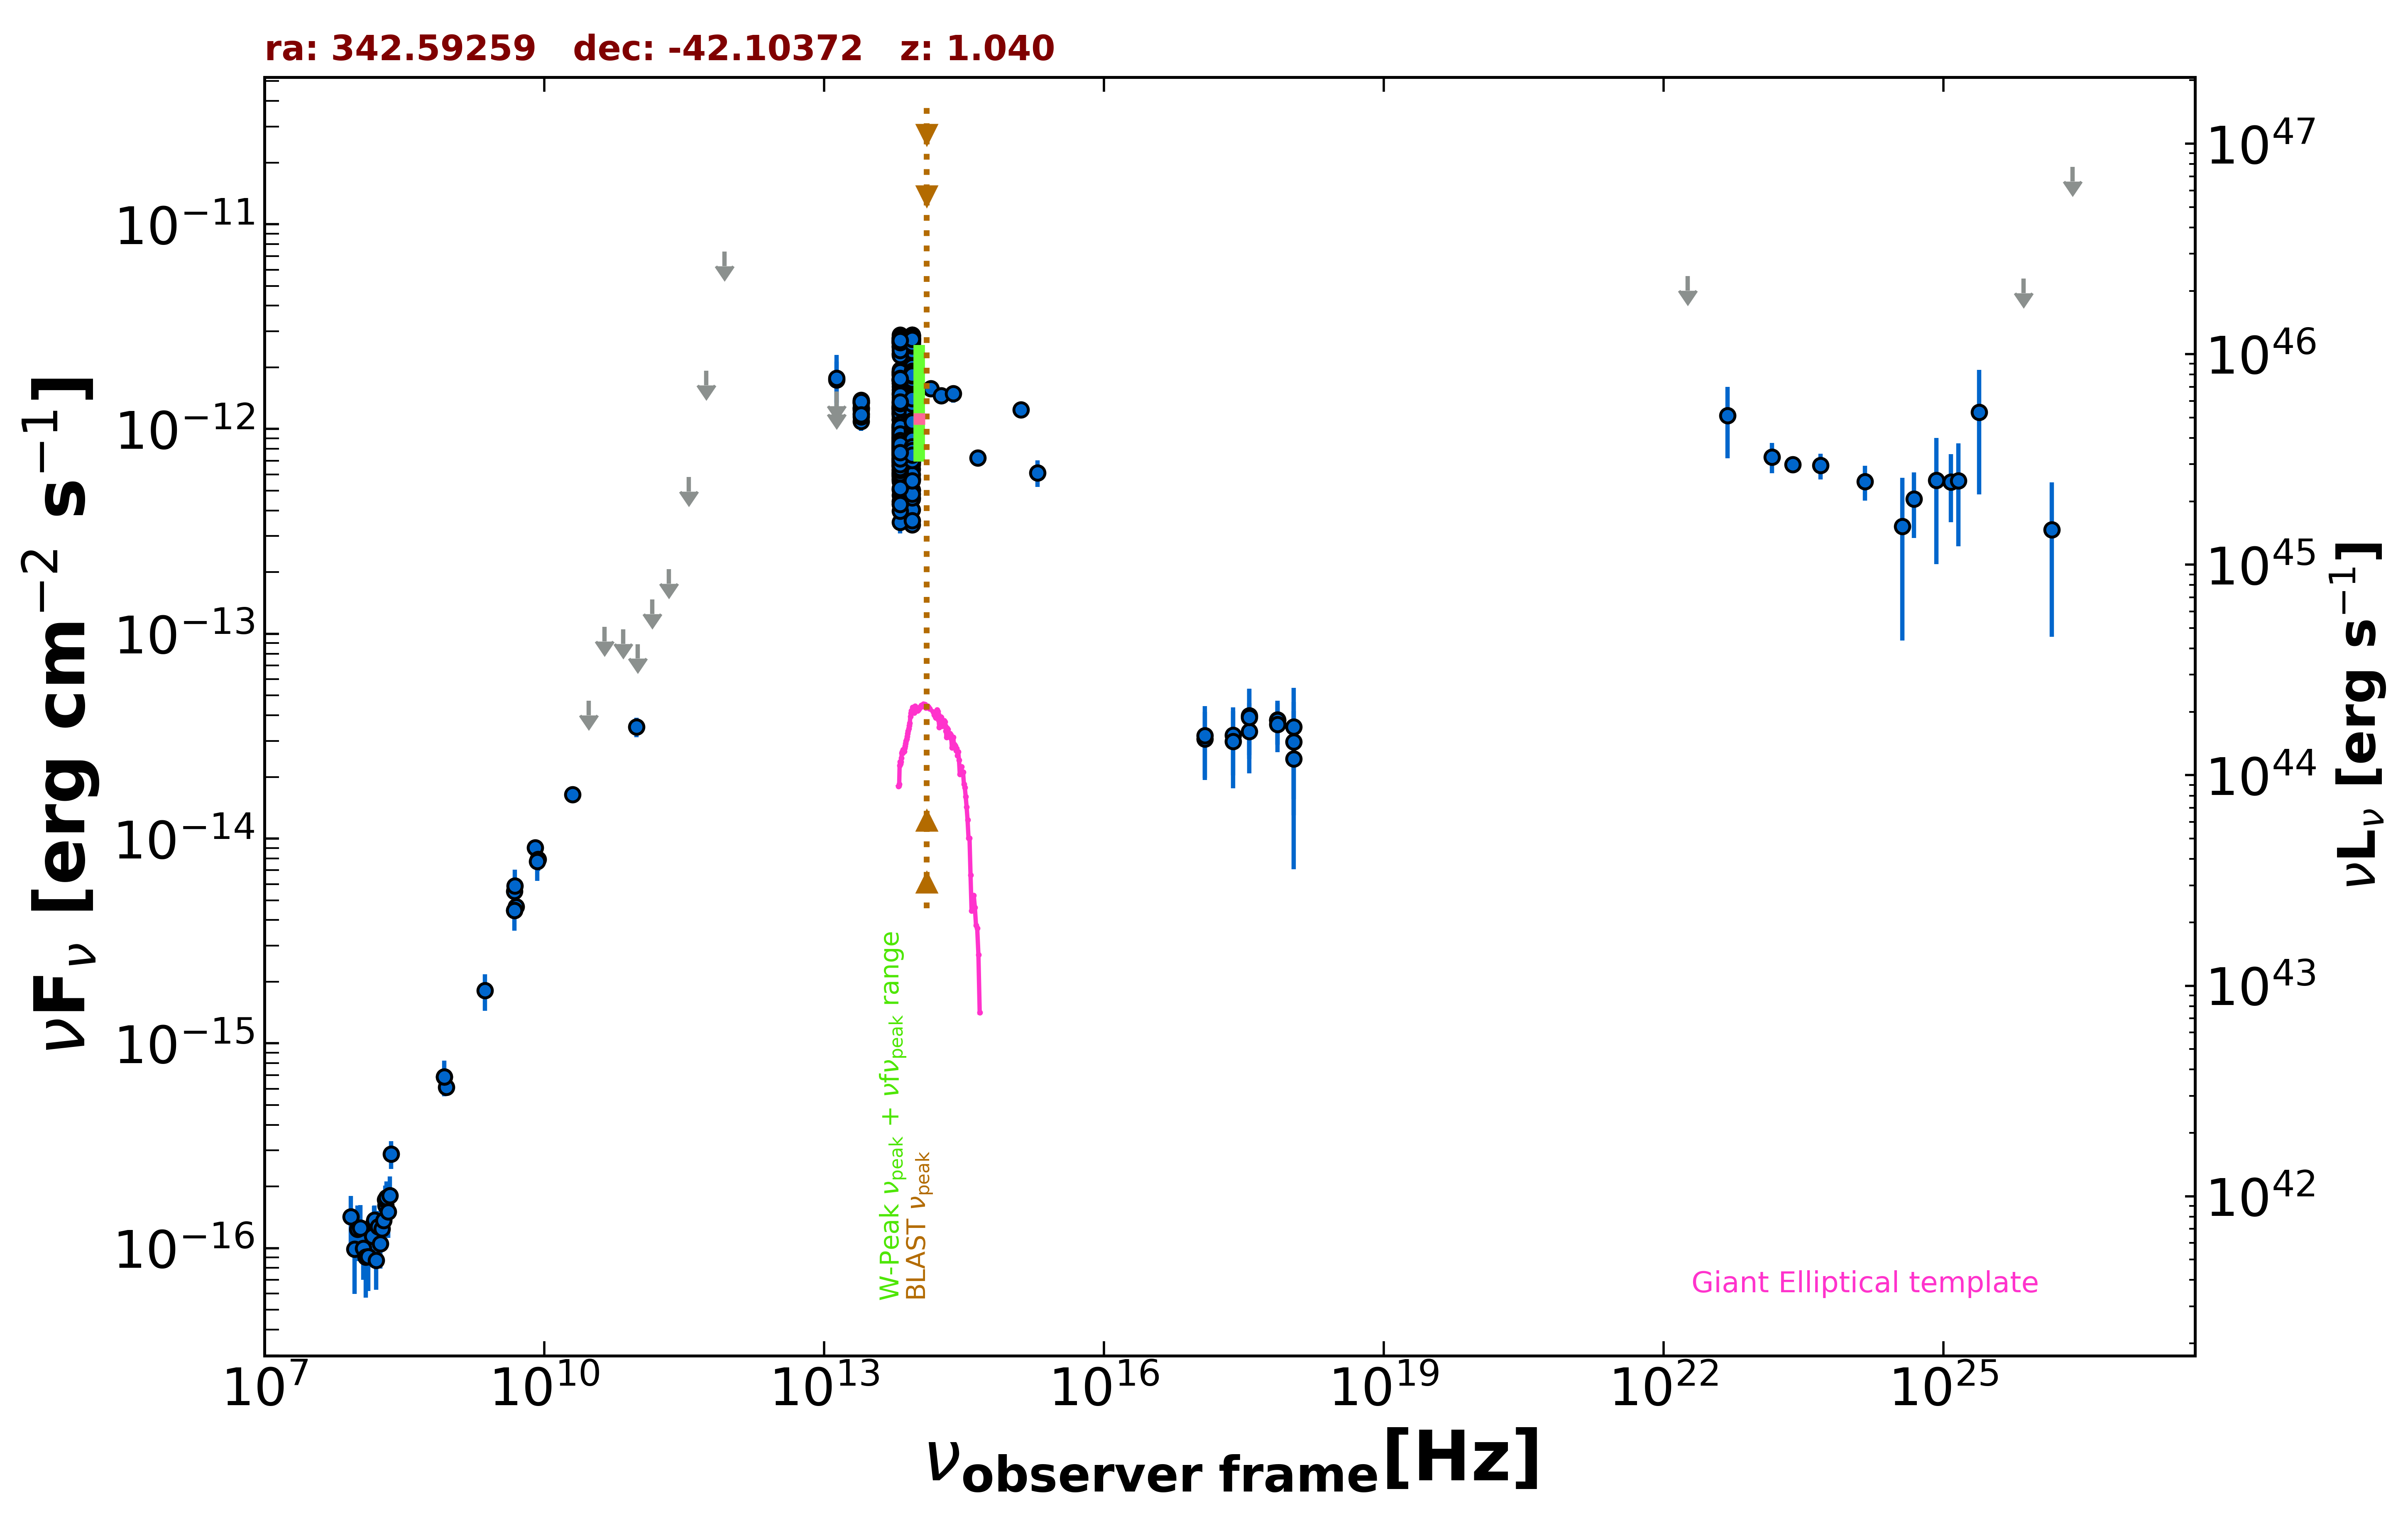 ra: 342.59259   dec: -42.10372   z: 1.040
νF_ν [erg cm⁻² s⁻¹]
10⁻¹¹
10⁻¹²
10⁻¹³
10⁻¹⁴
10⁻¹⁵
10⁻¹⁶
10⁴⁷
10⁴⁶
10⁴⁵
10⁴⁴
10⁴³
10⁴²
νL_ν [erg s⁻¹]
W-Peak ν_peak + νfν_peak range
BLAST ν_peak
Giant Elliptical template
10⁷ 10¹⁰ 10¹³ 10¹⁶ 10¹⁹ 10²² 10²⁵
ν_observer frame [Hz]